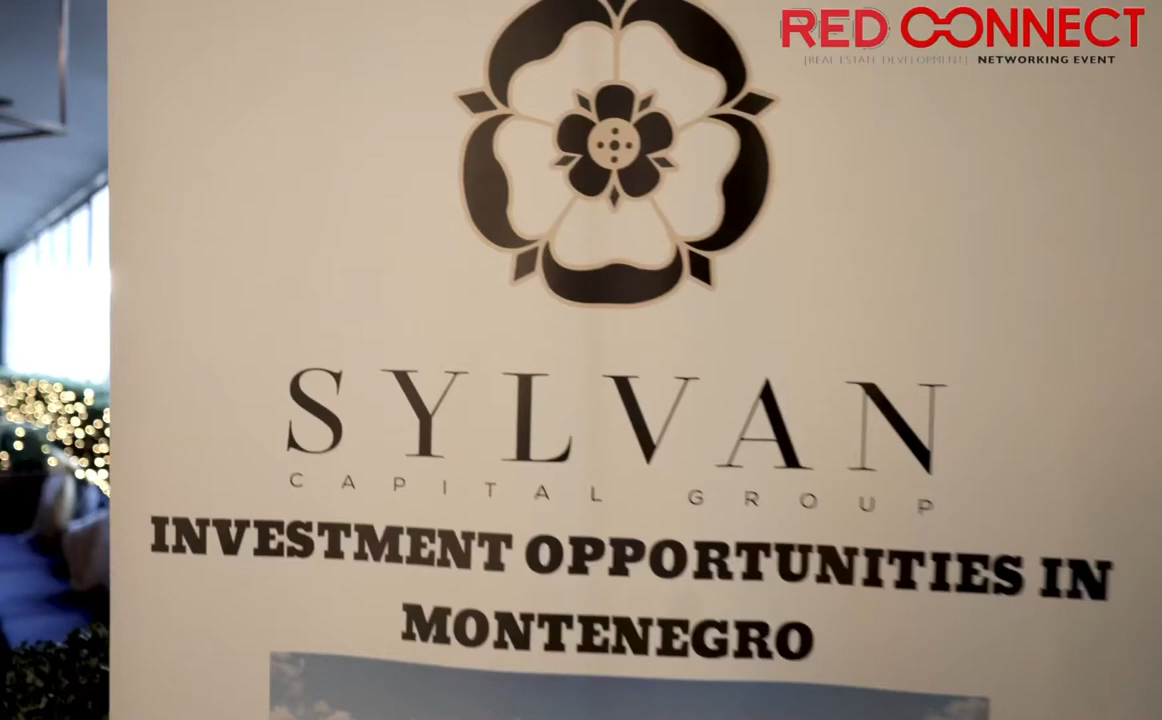 RED CONNECT
[REAL ESTATE DEVELOPMENT] NETWORKING EVENT
SYLVAN
CAPITAL GROUP
INVESTMENT OPPORTUNITIES IN
MONTENEGRO